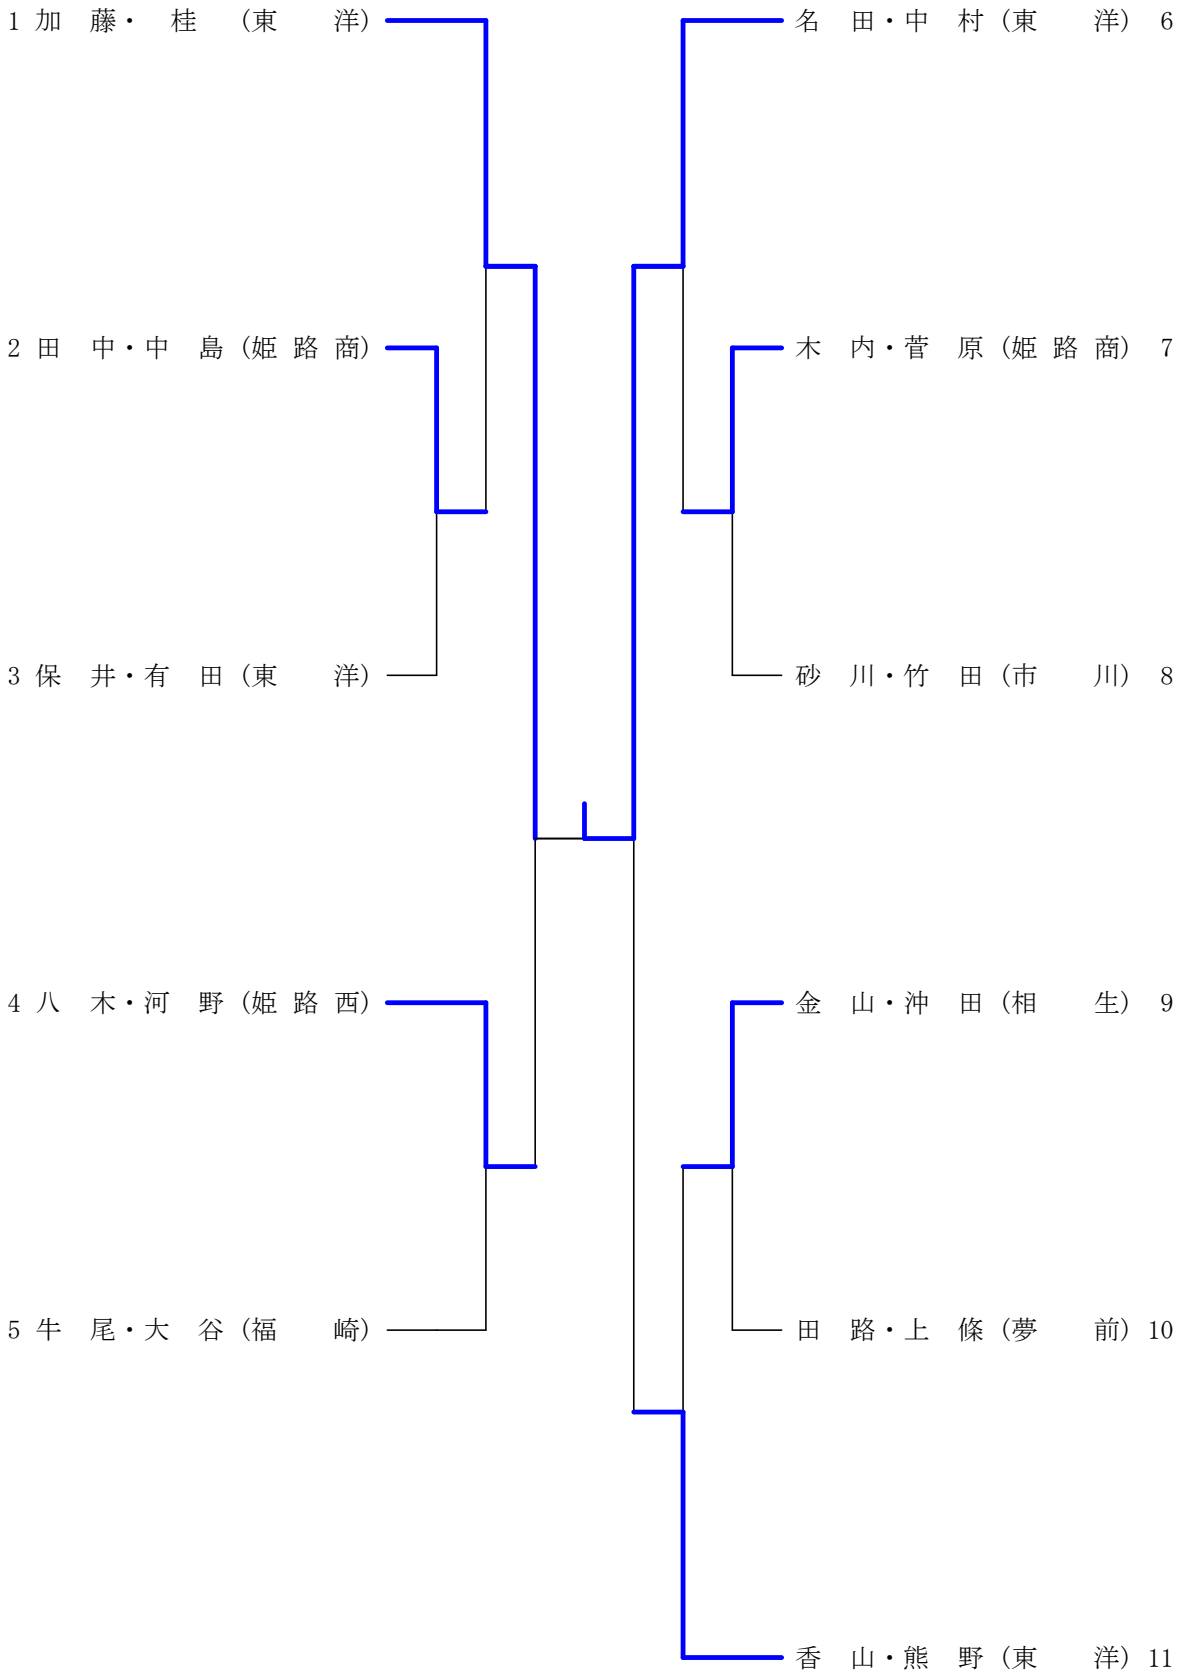 1 加　藤・　桂　（東　　洋）
2 田　中・中　島（姫 路 商）
3 保　井・有　田（東　　洋）
4 八　木・河　野（姫 路 西）
5 牛　尾・大　谷（福　　崎）
名　田・中　村（東　　洋） 6
木　内・菅　原（姫 路 商） 7
砂　川・竹　田（市　　川） 8
金　山・沖　田（相　　生） 9
田　路・上　條（夢　　前） 10
香　山・熊　野（東　　洋） 11